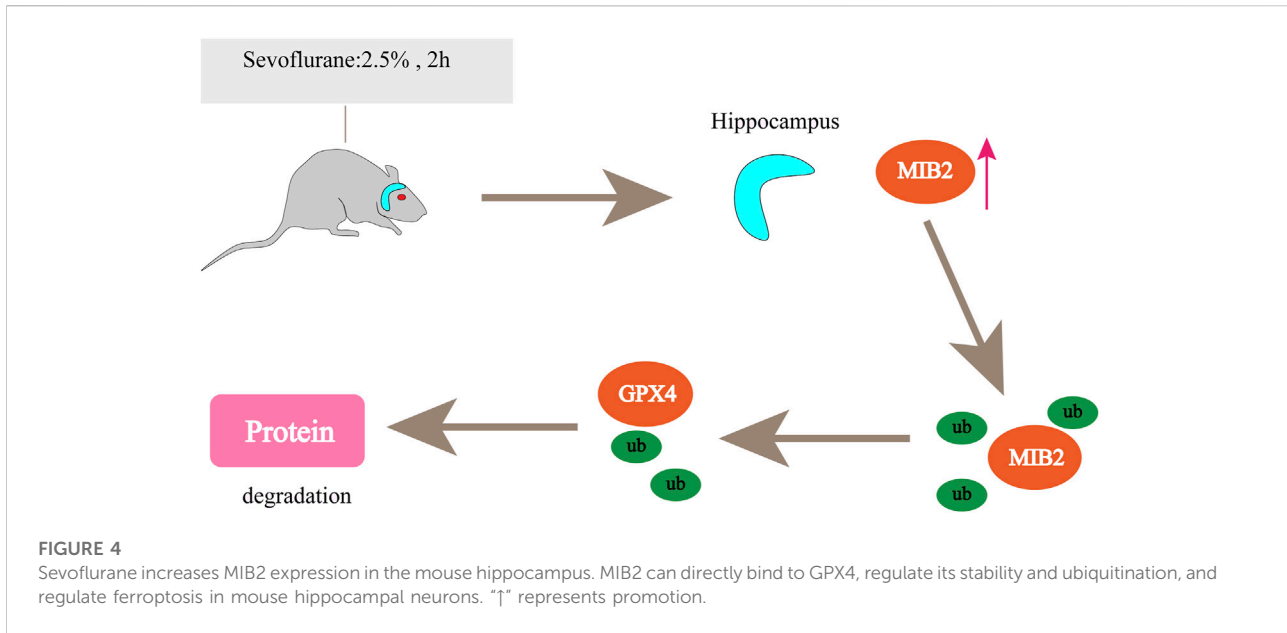 Sevoflurane:2.5% , 2h
Hippocampus
MIB2
GPX4
ub
ub
Protein
degradation
ub
ub
MIB2
ub
FIGURE 4
Sevoflurane increases MIB2 expression in the mouse hippocampus. MIB2 can directly bind to GPX4, regulate its stability and ubiquitination, and
regulate ferroptosis in mouse hippocampal neurons. "↑" represents promotion.